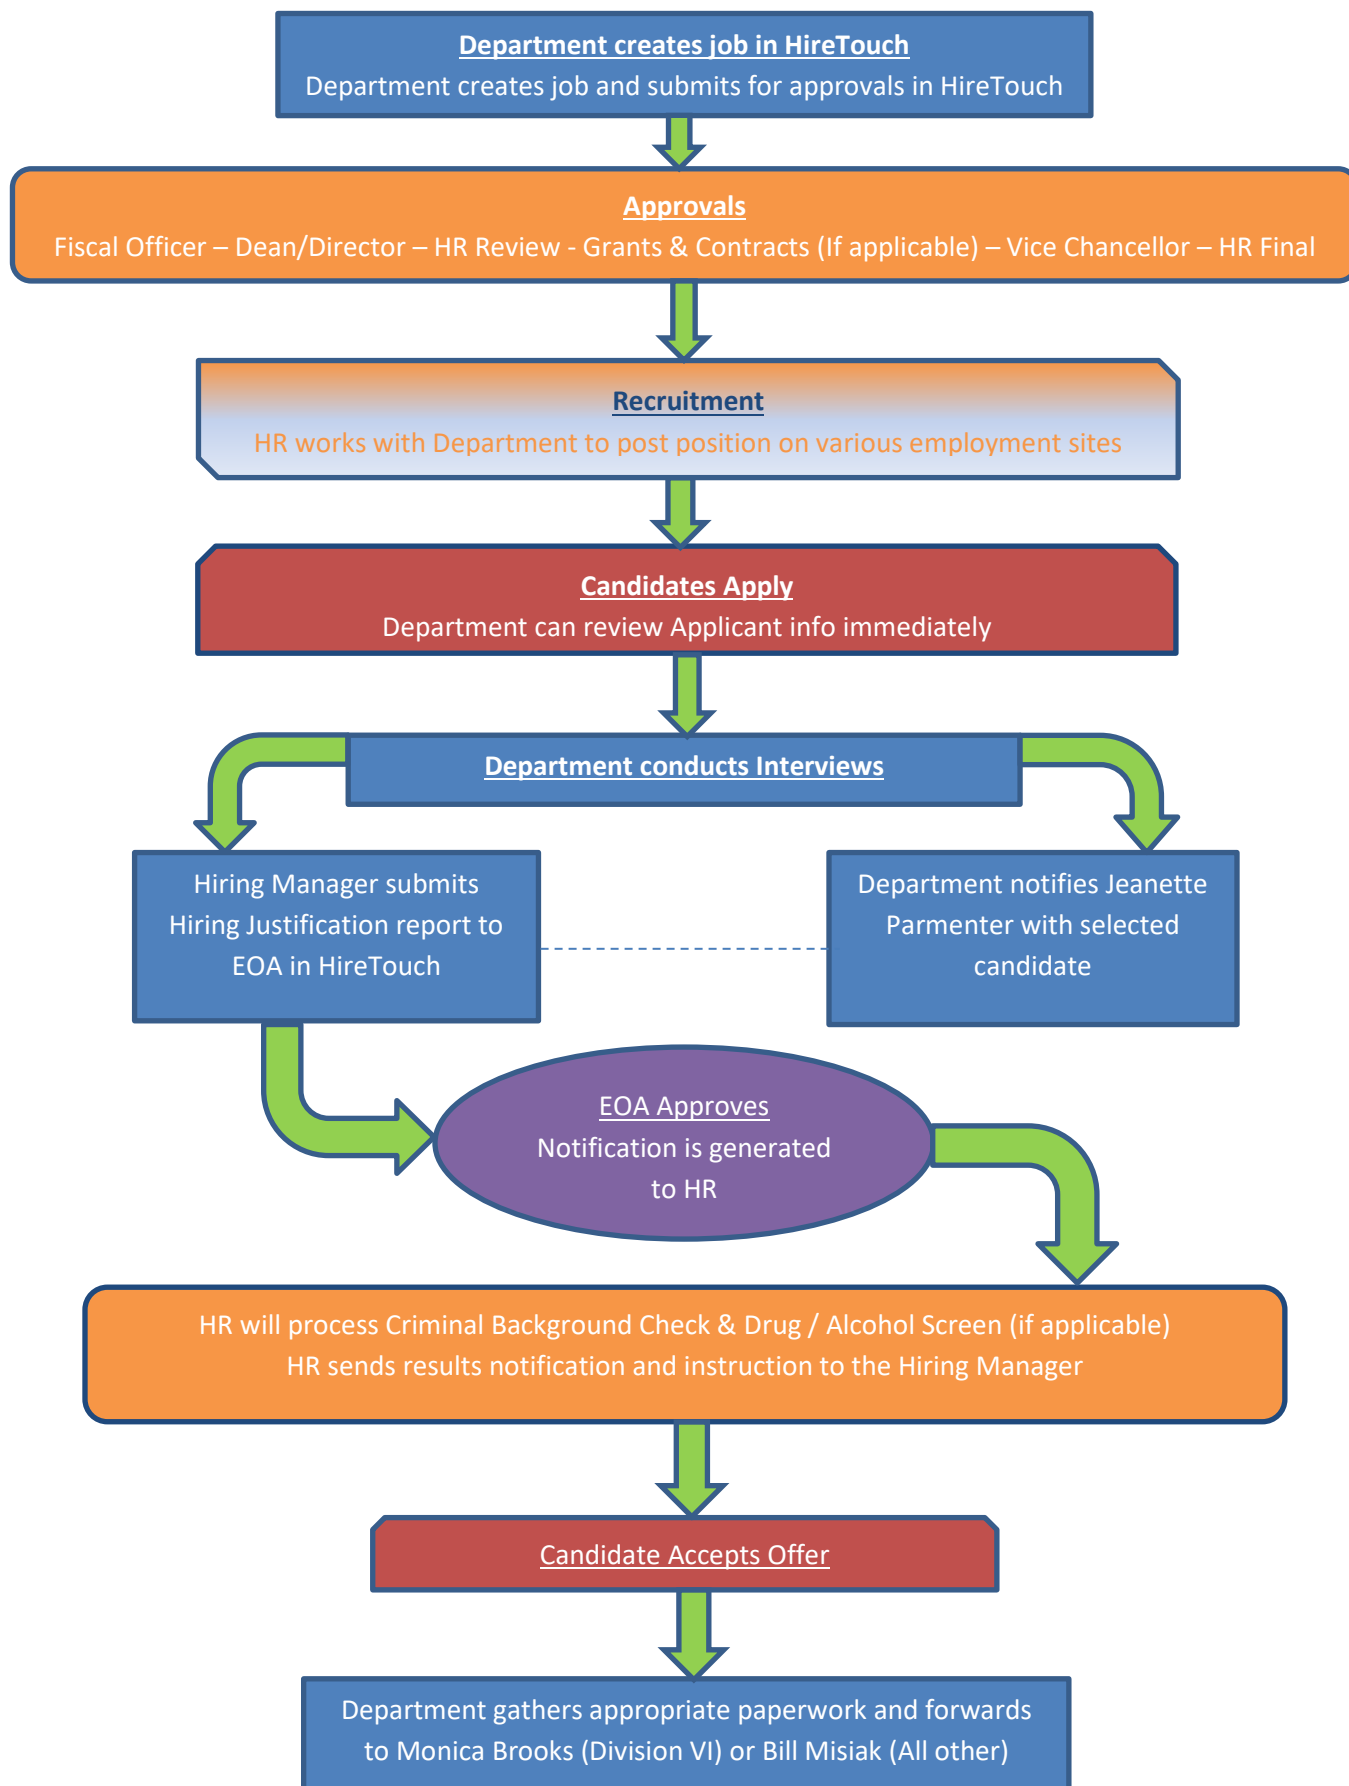 Department creates job in HireTouch
Department creates job and submits for approvals in HireTouch
Approvals
Fiscal Officer – Dean/Director – HR Review - Grants & Contracts (If applicable) – Vice Chancellor – HR Final
Recruitment
HR works with Department to post position on various employment sites
Candidates Apply
Department can review Applicant info immediately
Department conducts Interviews
Hiring Manager submits
Hiring Justification report to
EOA in HireTouch
Department notifies Jeanette
Parmenter with selected
candidate
EOA Approves
Notification is generated
to HR
HR will process Criminal Background Check & Drug / Alcohol Screen (if applicable)
HR sends results notification and instruction to the Hiring Manager
Candidate Accepts Offer
Department gathers appropriate paperwork and forwards
to Monica Brooks (Division VI) or Bill Misiak (All other)